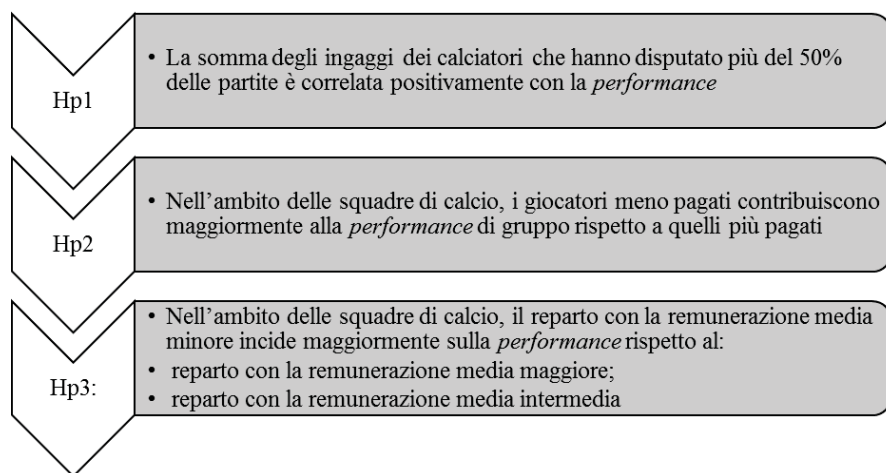 Hp1
• La somma degli ingaggi dei calciatori che hanno disputato più del 50%
delle partite è correlata positivamente con la performance
Hp2
• Nell’ambito delle squadre di calcio, i giocatori meno pagati contribuiscono
maggiormente alla performance di gruppo rispetto a quelli più pagati
Hp3:
• Nell’ambito delle squadre di calcio, il reparto con la remunerazione media
minore incide maggiormente sulla performance rispetto al:
• reparto con la remunerazione media maggiore;
• reparto con la remunerazione media intermedia